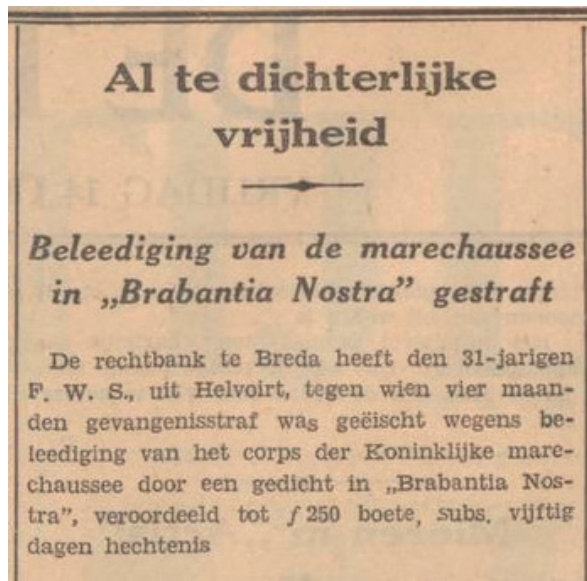 Al te dichterlijke
vrijheid
Beleediging van de marechaussee
in „Brabantia Nostra” gestraft
De rechtbank te Breda heeft den 31-jarigen
F. W. S., uit Helvoirt, tegen wien vier maan-
den gevangenisstraf was geëischt wegens be-
leediging van het corps der Koninklijke mare-
chaussee door een gedicht in „Brabantia Nos-
tra”, veroordeeld tot ƒ 250 boete, subs. vijftig
dagen hechtenis